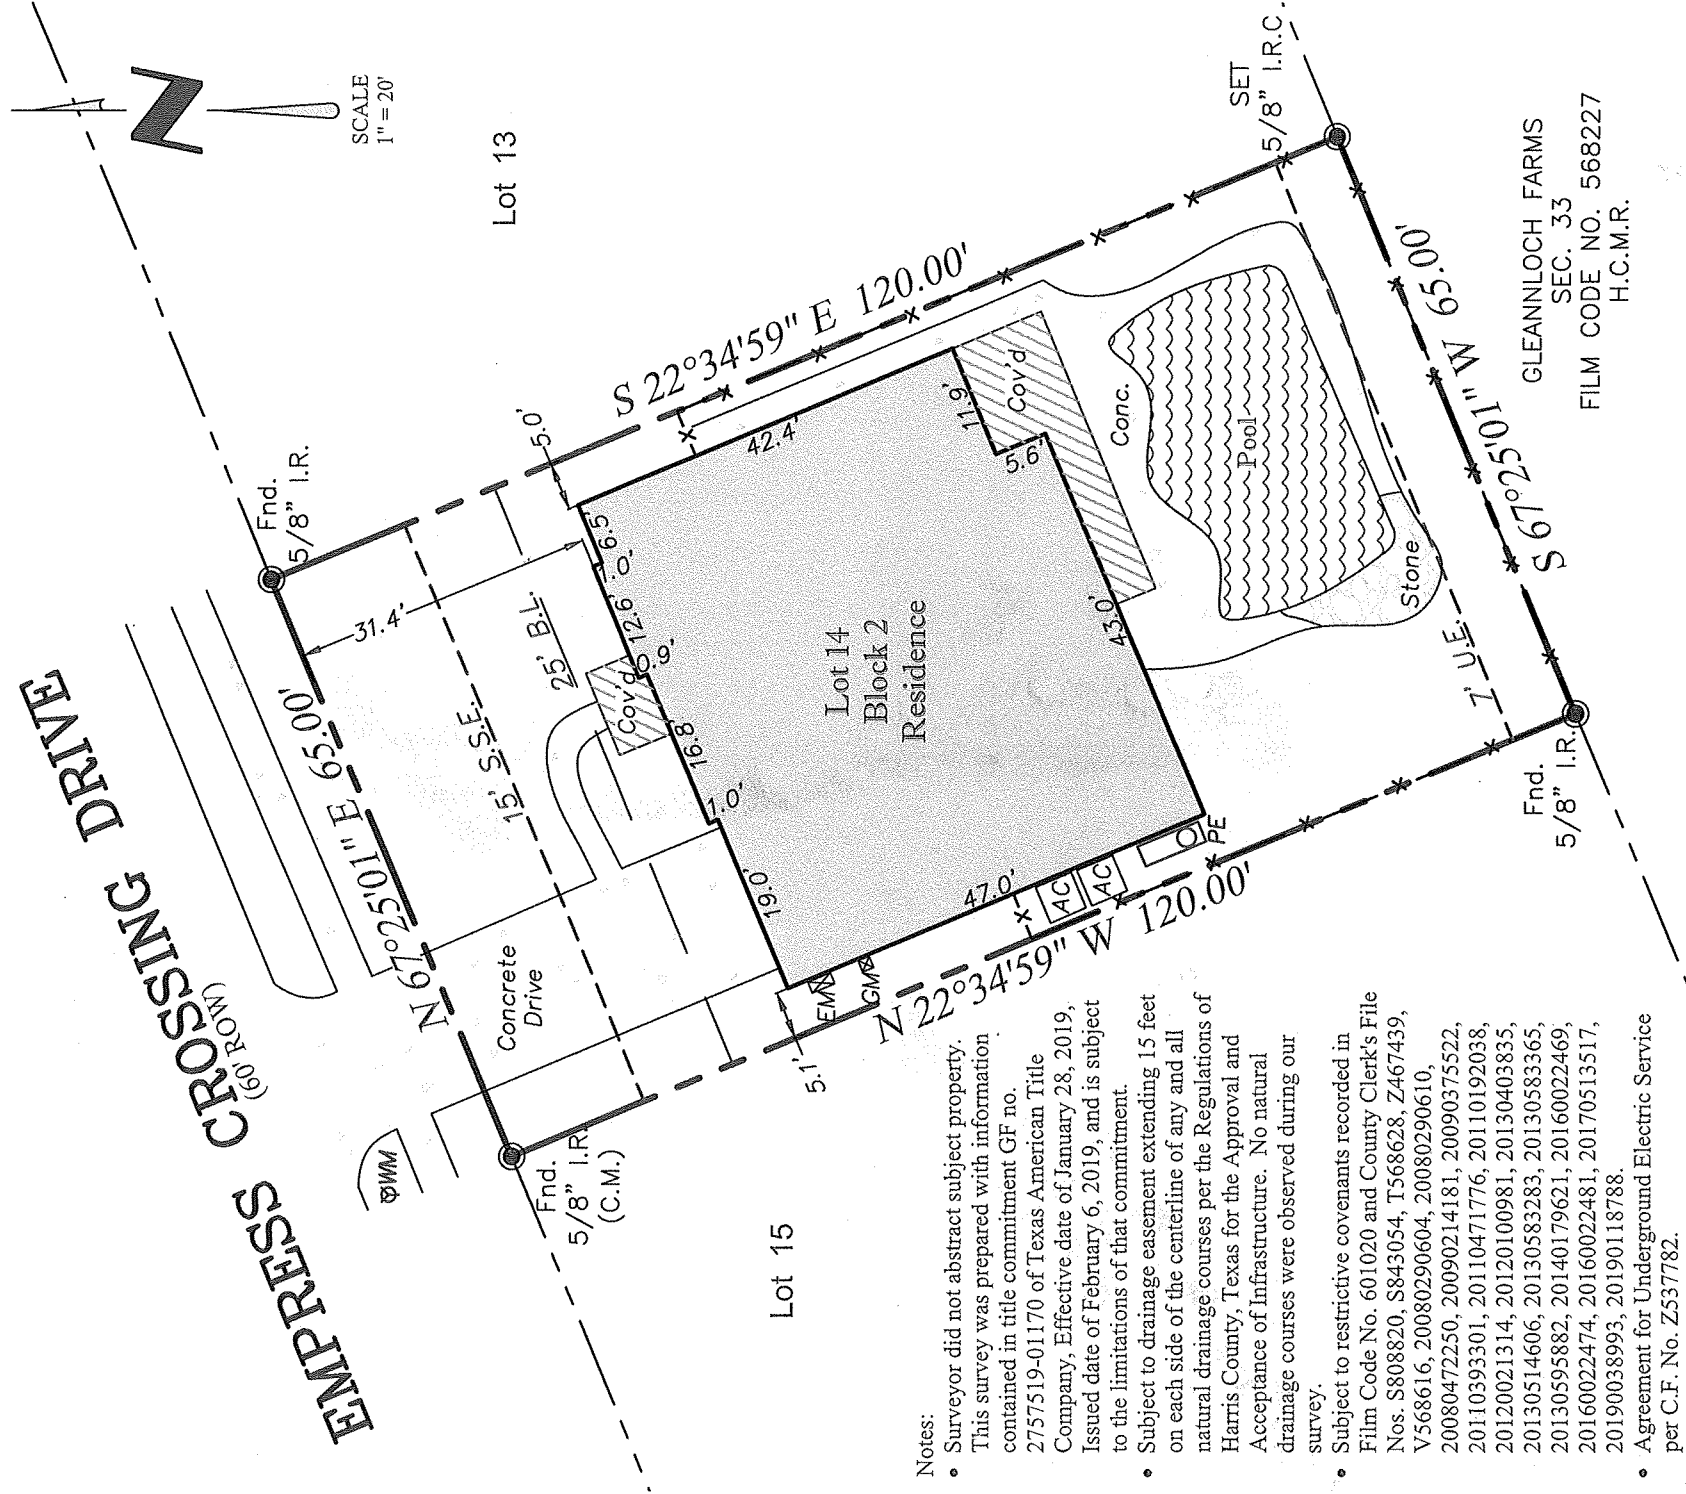 EMPRESS CROSSING DRIVE
(60' ROW)
SCALE
1" = 20'
Lot 13
Fnd.
5/8" I.R.
N 67°25'01" E 65.00'
31.4'
15' S.S.E.
25' B.L.
5.0'
S 22°34'59" E 120.00'
SET
5/8" I.R.C.
WM
Fnd.
5/8" I.R.
(C.M.)
Concrete
Drive
Cov'd
6.5'
1.0'
12.6'
0.9'
16.8'
1.0'
19.0'
42.4'
11.9'
5.6'
43.0'
47.0'
Lot 14
Block 2
Residence
Cov'd
Conc.
Pool
Stone
7' U.E.
5.1'
EM
GM
AC
AC
PE
N 22°34'59" W 120.00'
S 67°25'01" W 65.00'
Fnd.
5/8" I.R.
Lot 15
GLEANNLOCH FARMS
SEC. 33
FILM CODE NO. 568227
H.C.M.R.
Notes:
• Surveyor did not abstract subject property.
This survey was prepared with information
contained in title commitment GF no.
2757519-01170 of Texas American Title
Company, Effective date of January 28, 2019,
Issued date of February 6, 2019, and is subject
to the limitations of that commitment.
• Subject to drainage easement extending 15 feet
on each side of the centerline of any and all
natural drainage courses per the Regulations of
Harris County, Texas for the Approval and
Acceptance of Infrastructure. No natural
drainage courses were observed during our
survey.
• Subject to restrictive covenants recorded in
Film Code No. 601020 and County Clerk's File
Nos. S808820, S843054, T568628, Z467439,
V568616, 20080290604, 20080290610,
20080472250, 20090214181, 20090375522,
20110393301, 20110471776, 20110192038,
20120021314, 20120100981, 20130403835,
20130514606, 20130583283, 20130583365,
20130595882, 20140179621, 20160022469,
20160022474, 20160022481, 20170513517,
20190038993, 20190118788.
• Agreement for Underground Electric Service
per C.F. No. Z537782.